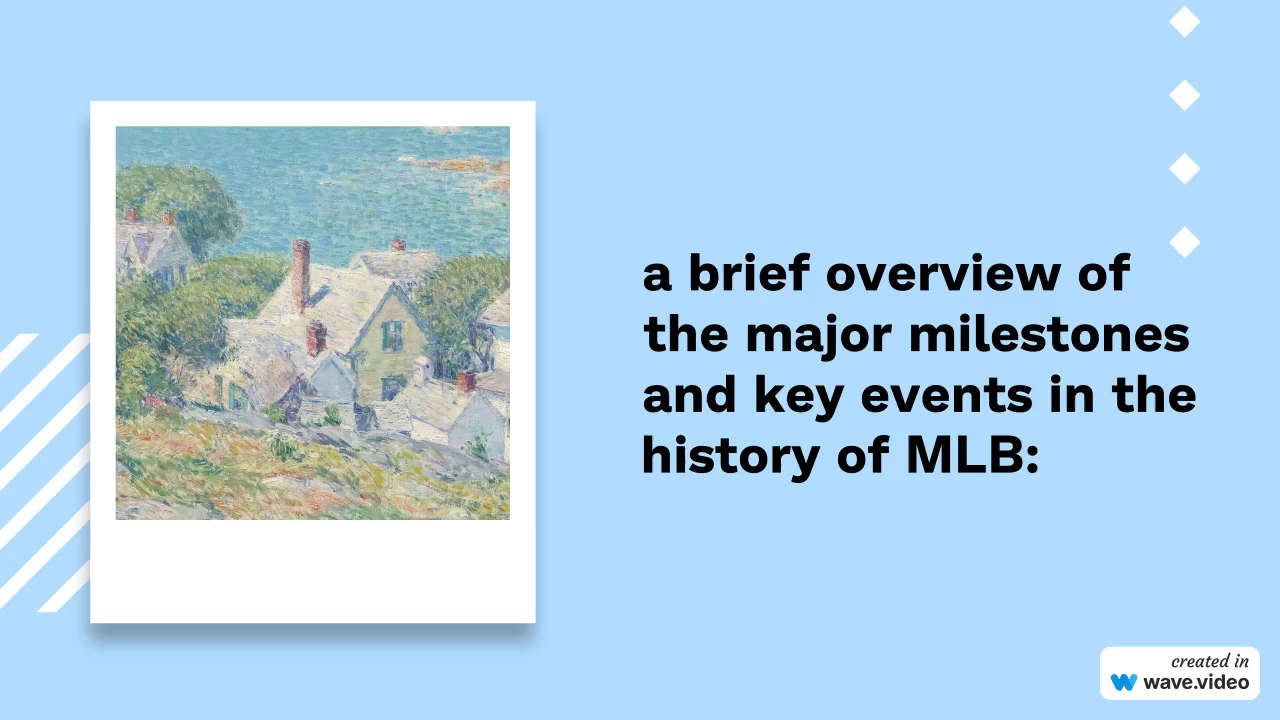 a brief overview of
the major milestones
and key events in the
history of MLB:
created in
wave.video